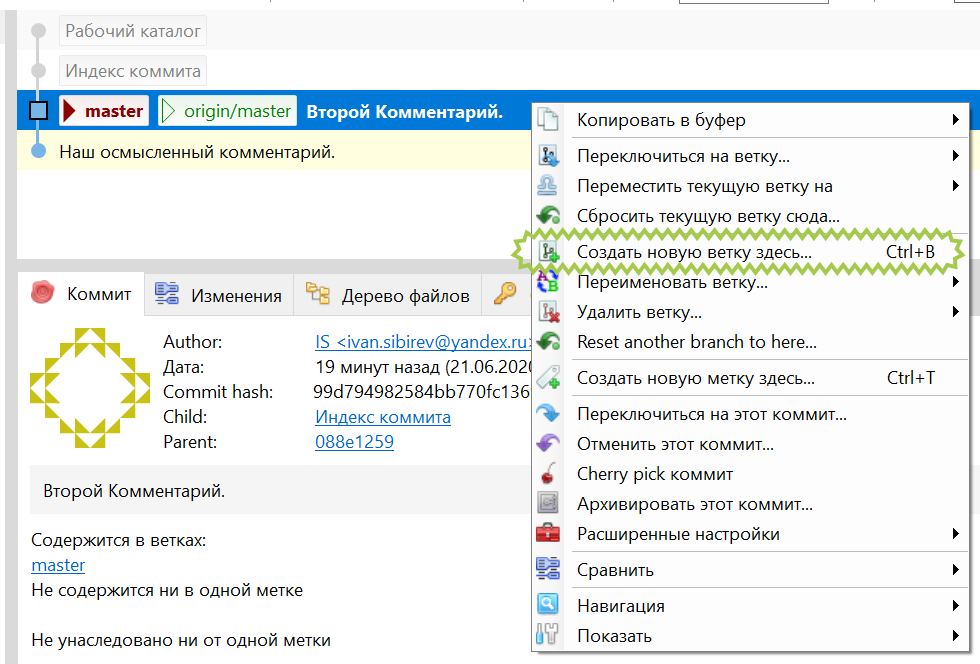 Рабочий каталог
Индекс коммита
master origin/master Второй Комментарий.
Наш осмысленный комментарий.
Копировать в буфер
Переключиться на ветку...
Переместить текущую ветку на
Сбросить текущую ветку сюда...
Создать новую ветку здесь... Ctrl+B
Переименовать ветку...
Удалить ветку...
Reset another branch to here...
Создать новую метку здесь... Ctrl+T
Переключиться на этот коммит...
Отменить этот коммит...
Cherry pick коммит
Архивировать этот коммит...
Расширенные настройки
Сравнить
Навигация
Показать
Коммит Изменения Дерево файлов
Author: IS <ivan.sibirev@yandex.ru>
Дата: 19 минут назад (21.06.2020
Commit hash: 99d794982584bb770fc136
Child: Индекс коммита
Parent: 088e1259
Второй Комментарий.
Содержится в ветках:
master
Не содержится ни в одной метке
Не унаследовано ни от одной метки